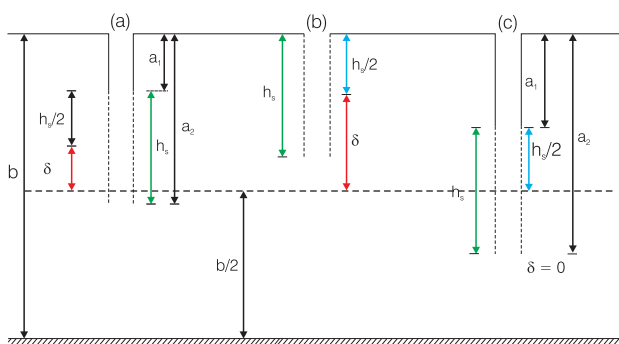 (a)
(b)
(c)
a₁
hₛ/2
a₁
hₛ/2
hₛ
a₂
a₂
b
hₛ
δ
hₛ/2
δ
hₛ
b/2
δ = 0